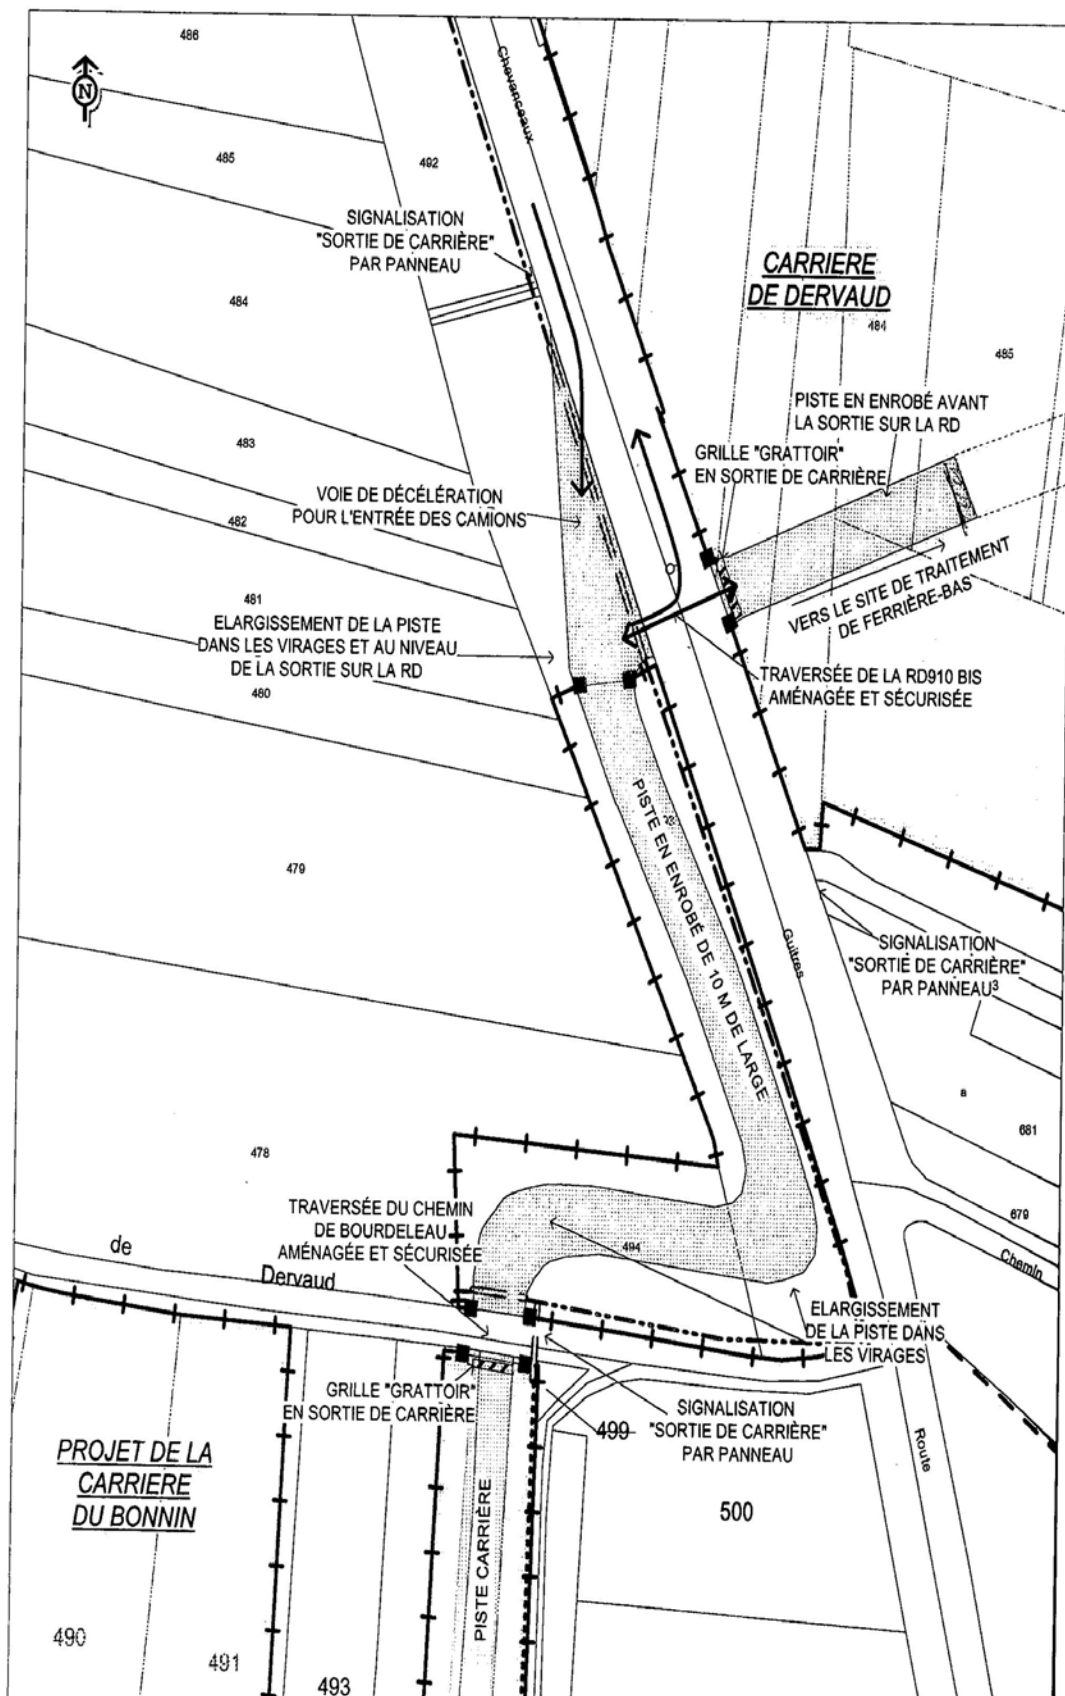 486
N
Chevanceaux
485
492
SIGNALISATION
"SORTIE DE CARRIÈRE"
PAR PANNEAU
CARRIERE
DE DERVAUD
484
484
485
PISTE EN ENROBÉ AVANT
LA SORTIE SUR LA RD
483
GRILLE "GRATTOIR"
EN SORTIE DE CARRIÈRE
VOIE DE DÉCÉLÉRATION
POUR L'ENTRÉE DES CAMIONS
482
VERS LE SITE DE TRAITEMENT
DE FERRIÈRE-BAS
481
ELARGISSEMENT DE LA PISTE
DANS LES VIRAGES ET AU NIVEAU
DE LA SORTIE SUR LA RD
TRAVERSÉE DE LA RD910 BIS
AMÉNAGÉE ET SÉCURISÉE
480
PISTE EN ENROBÉ DE 10 M DE LARGE
479
Guitres
SIGNALISATION
"SORTIE DE CARRIÈRE"
PAR PANNEAU3
a
681
478
TRAVERSÉE DU CHEMIN
DE BOURDELEAU
AMÉNAGÉE ET SÉCURISÉE
679
494
Chemin
de
Dervaud
ELARGISSEMENT
DE LA PISTE DANS
LES VIRAGES
GRILLE "GRATTOIR"
EN SORTIE DE CARRIÈRE
499
SIGNALISATION
"SORTIE DE CARRIÈRE"
PAR PANNEAU
Route
PROJET DE LA
CARRIERE
DU BONNIN
500
PISTE CARRIÈRE
490
491
493